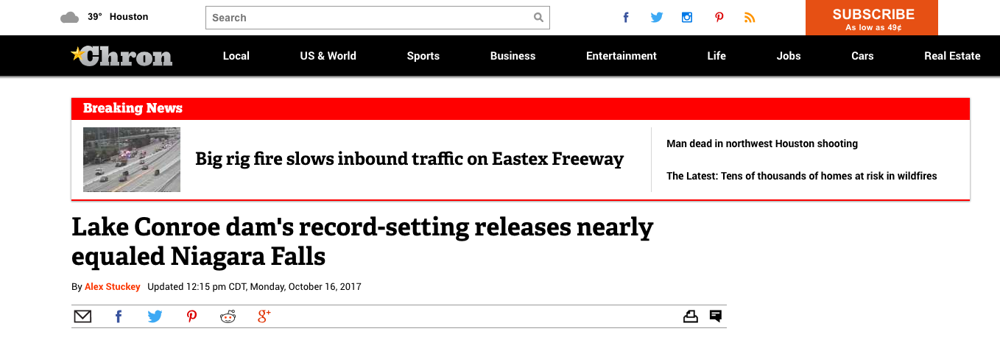 39° Houston
Search
SUBSCRIBE
As low as 49¢
Chron
Local US & World Sports Business Entertainment Life Jobs Cars Real Estate
Breaking News
Big rig fire slows inbound traffic on Eastex Freeway
Man dead in northwest Houston shooting
The Latest: Tens of thousands of homes at risk in wildfires
Lake Conroe dam's record-setting releases nearly
equaled Niagara Falls
By Alex Stuckey Updated 12:15 pm CDT, Monday, October 16, 2017